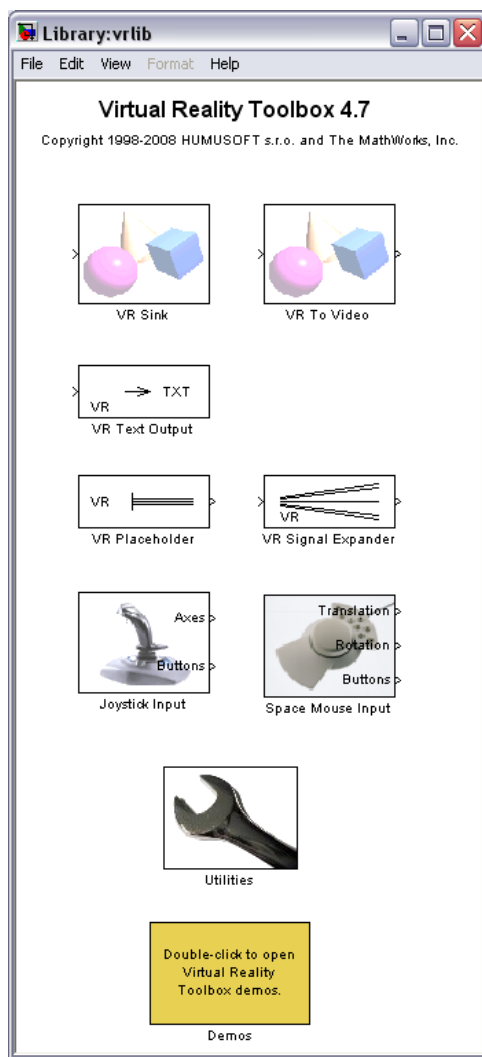 Library:vrlib
File Edit View Format Help
Virtual Reality Toolbox 4.7
Copyright 1998-2008 HUMUSOFT s.r.o. and The MathWorks, Inc.
VR Sink
VR To Video
VR
TXT
VR Text Output
VR
VR Placeholder
VR
VR Signal Expander
Axes
Buttons
Joystick Input
Translation
Rotation
Buttons
Space Mouse Input
Utilities
Double-click to open
Virtual Reality
Toolbox demos.
Demos